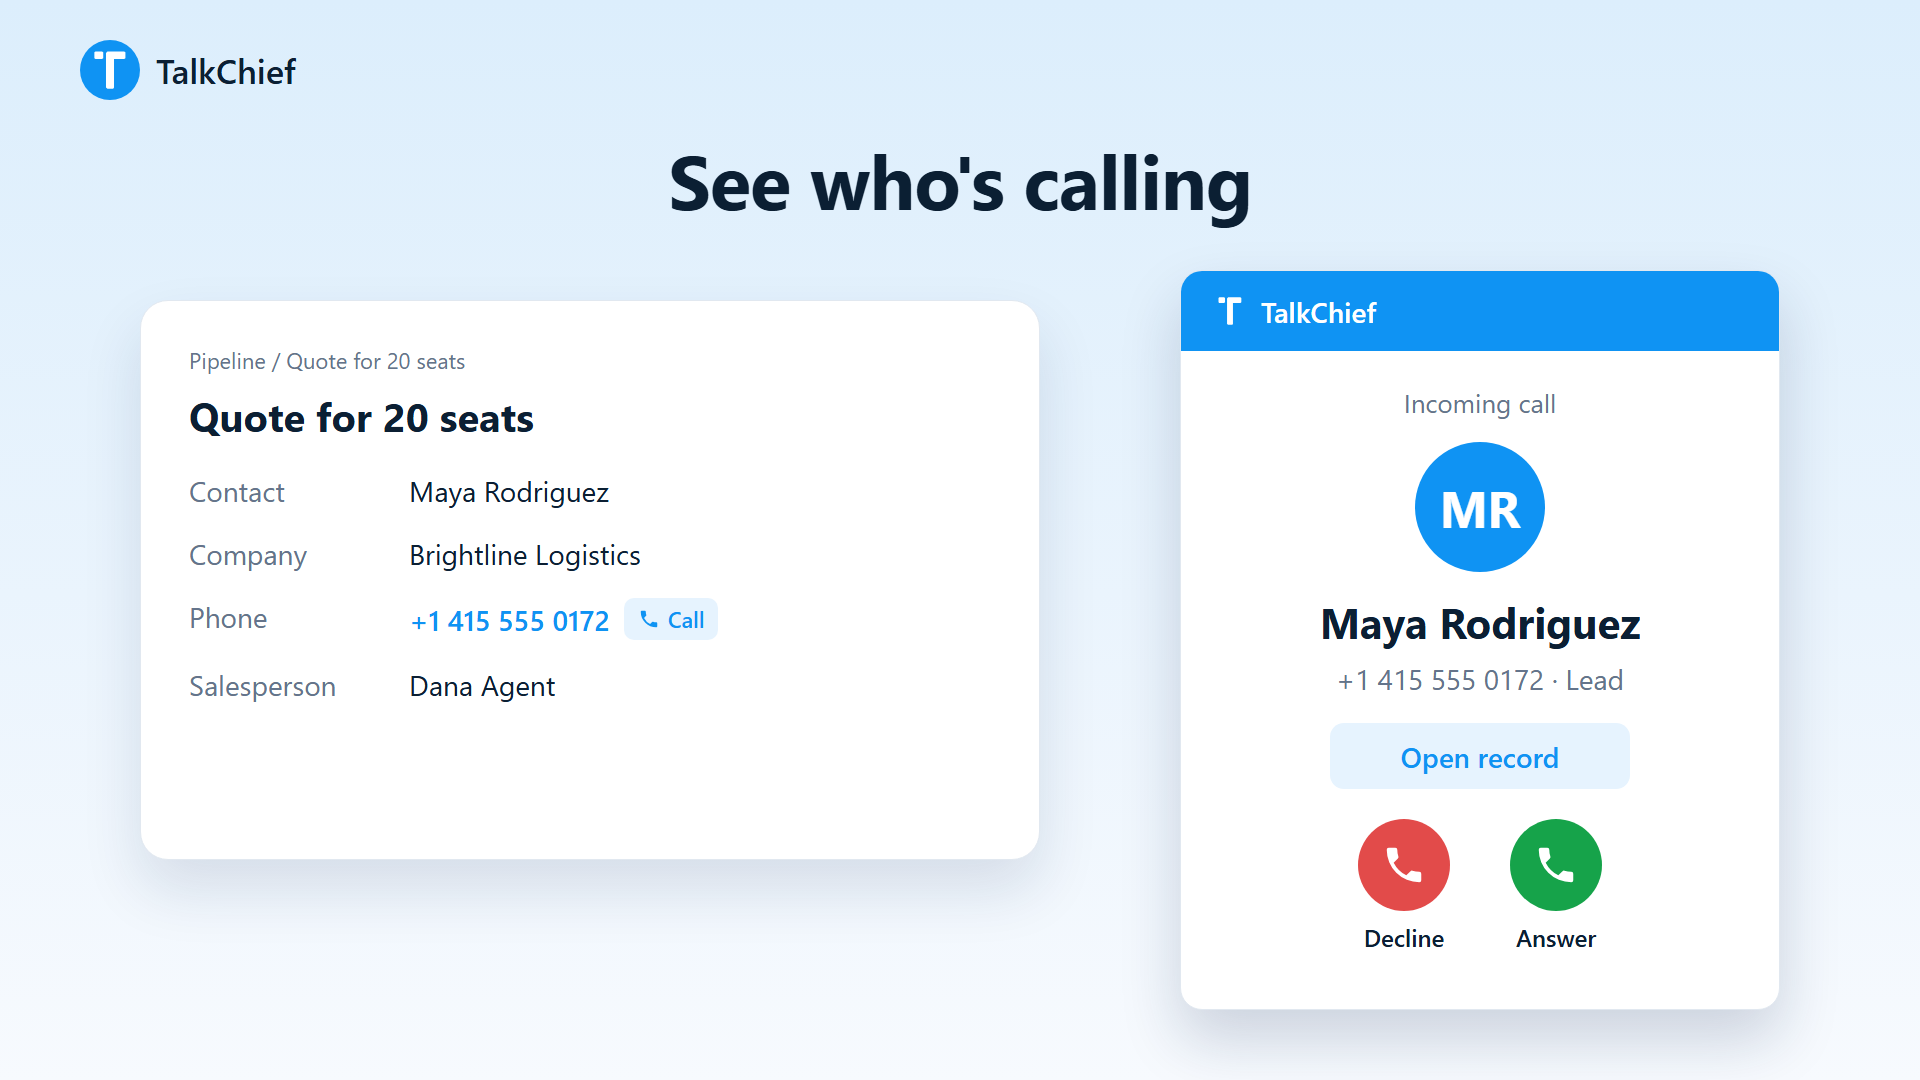 TalkChief
See who's calling
Pipeline / Quote for 20 seats
Quote for 20 seats
Contact Maya Rodriguez
Company Brightline Logistics
Phone +1 415 555 0172 Call
Salesperson Dana Agent
TalkChief
Incoming call
MR
Maya Rodriguez
+1 415 555 0172 · Lead
Open record
Decline Answer